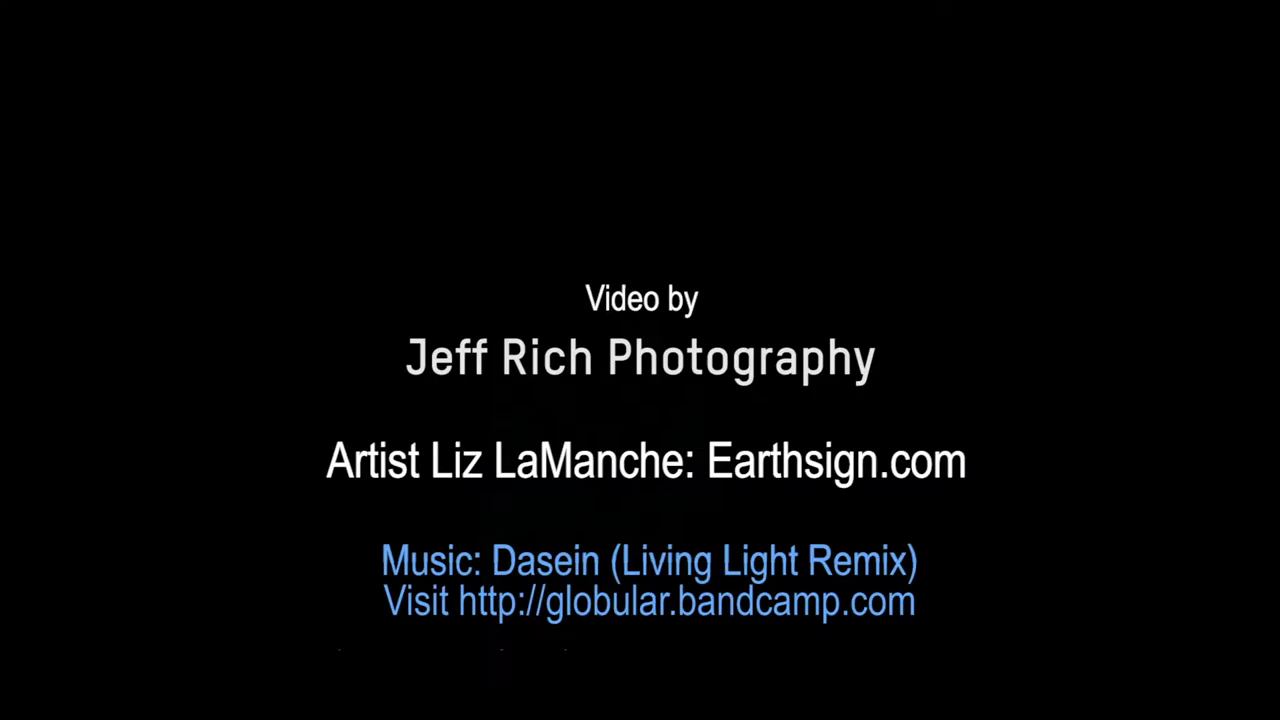 Video by
Jeff Rich Photography
Artist Liz LaManche: Earthsign.com
Music: Dasein (Living Light Remix)
Visit http://globular.bandcamp.com